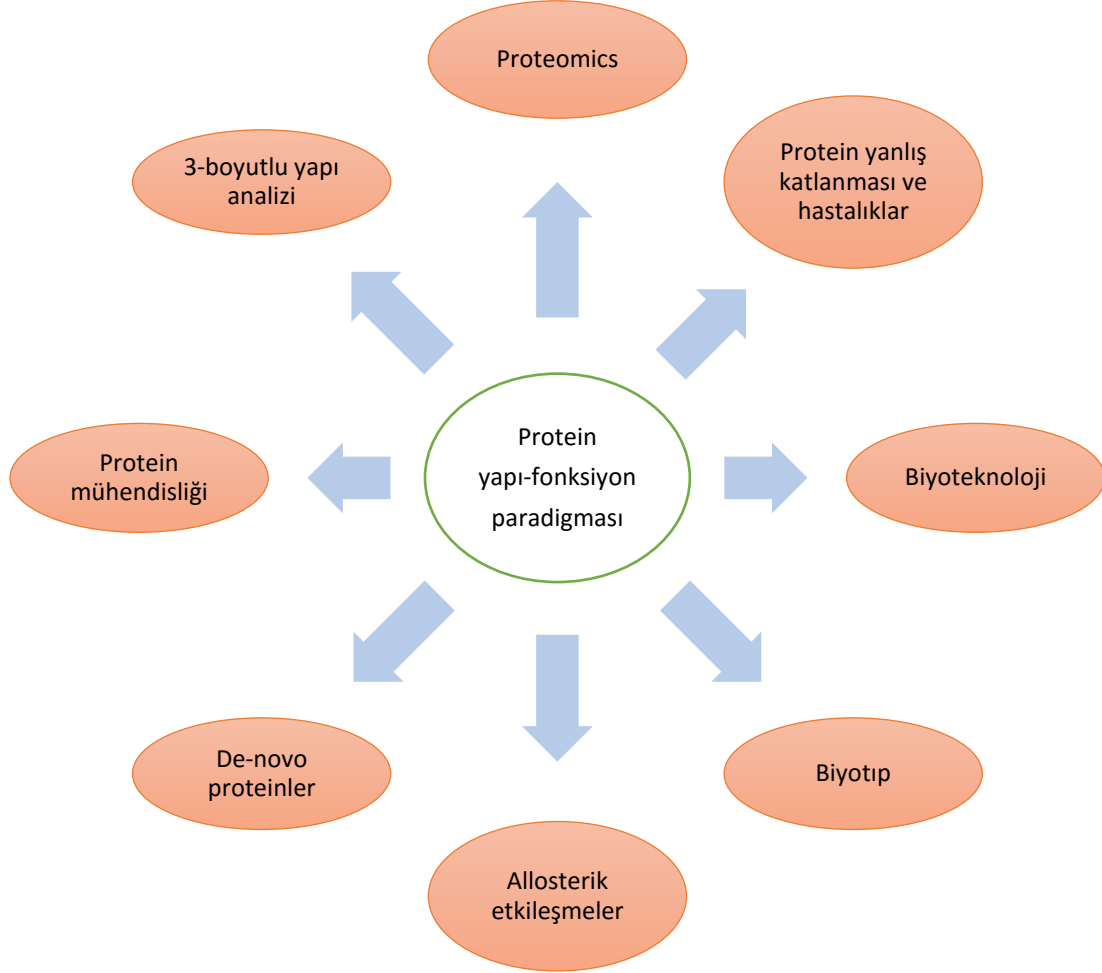 Proteomics
3-boyutlu yapı
analizi
Protein yanlış
katlanması ve
hastalıklar
Protein
mühendisliği
Protein
yapı-fonksiyon
paradigması
Biyoteknoloji
De-novo
proteinler
Biyotıp
Allosterik
etkileşmeler